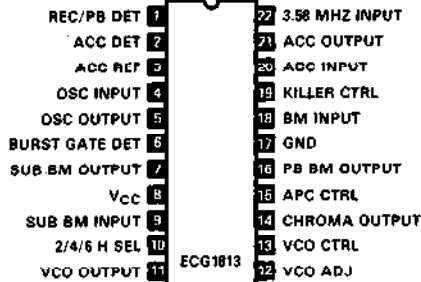 REC/PB DET 1
ACC DET 2
ACC REF 3
OSC INPUT 4
OSC OUTPUT 5
BURST GATE DET 6
SUB BM OUTPUT 7
VCC 8
SUB BM INPUT 9
2/4/6 H SEL 10
VCO OUTPUT 11
ECG1813
22 3.58 MHZ INPUT
21 ACC OUTPUT
20 ACC INPUT
19 KILLER CTRL
18 BM INPUT
17 GND
16 PB BM OUTPUT
15 APC CTRL
14 CHROMA OUTPUT
13 VCO CTRL
12 VCO ADJ